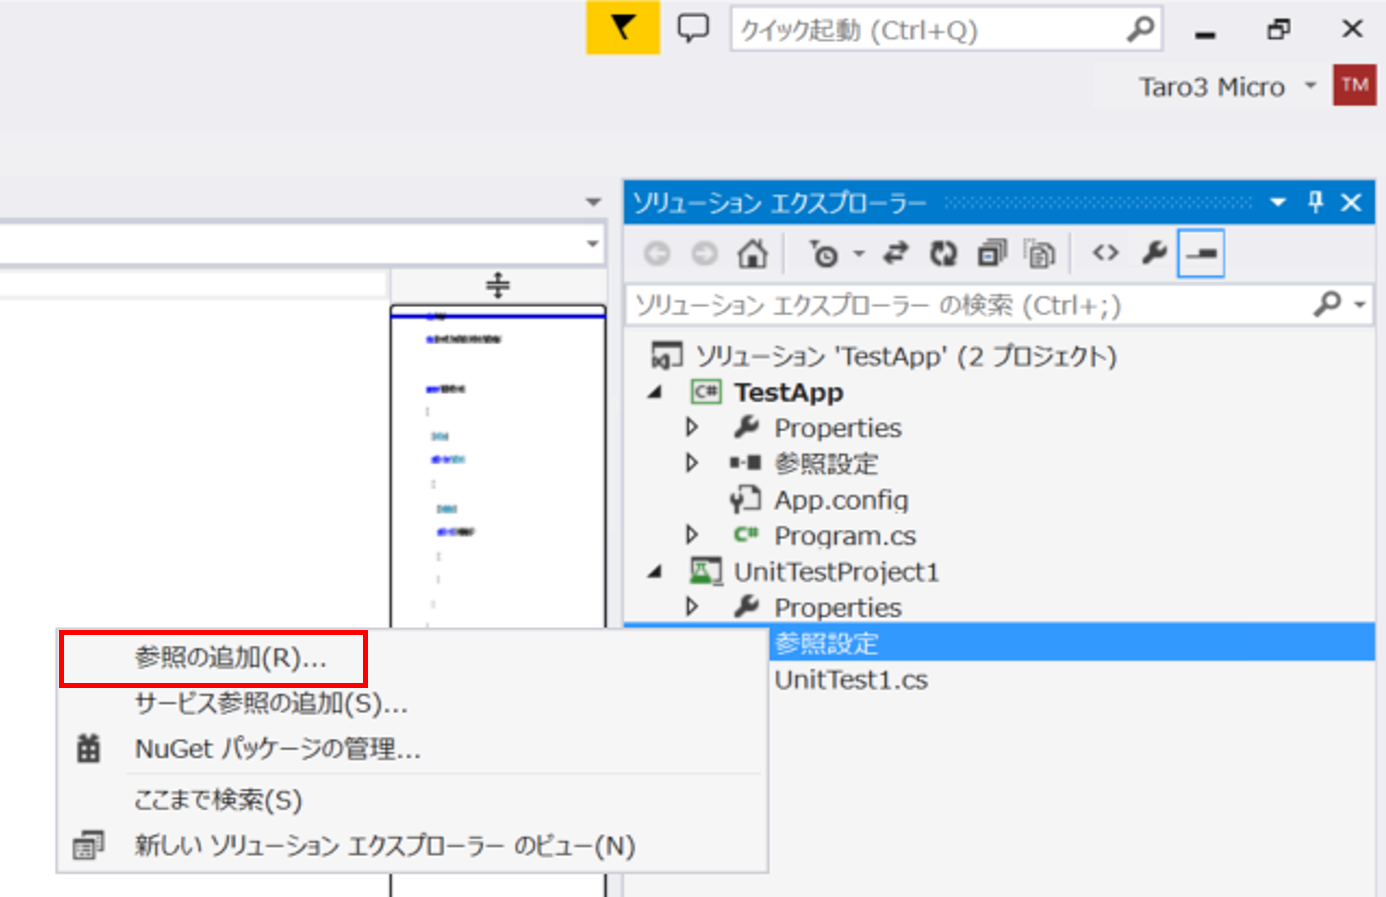 クイック起動 (Ctrl+Q)
Taro3 Micro
TM
ソリューション エクスプローラー
ソリューション エクスプローラー の検索 (Ctrl+;)
ソリューション 'TestApp' (2 プロジェクト)
C# TestApp
Properties
参照設定
App.config
C# Program.cs
UnitTestProject1
Properties
参照設定
UnitTest1.cs
参照の追加(R)...
サービス参照の追加(S)...
NuGet パッケージの管理...
ここまで検索(S)
新しい ソリューション エクスプローラー のビュー(N)